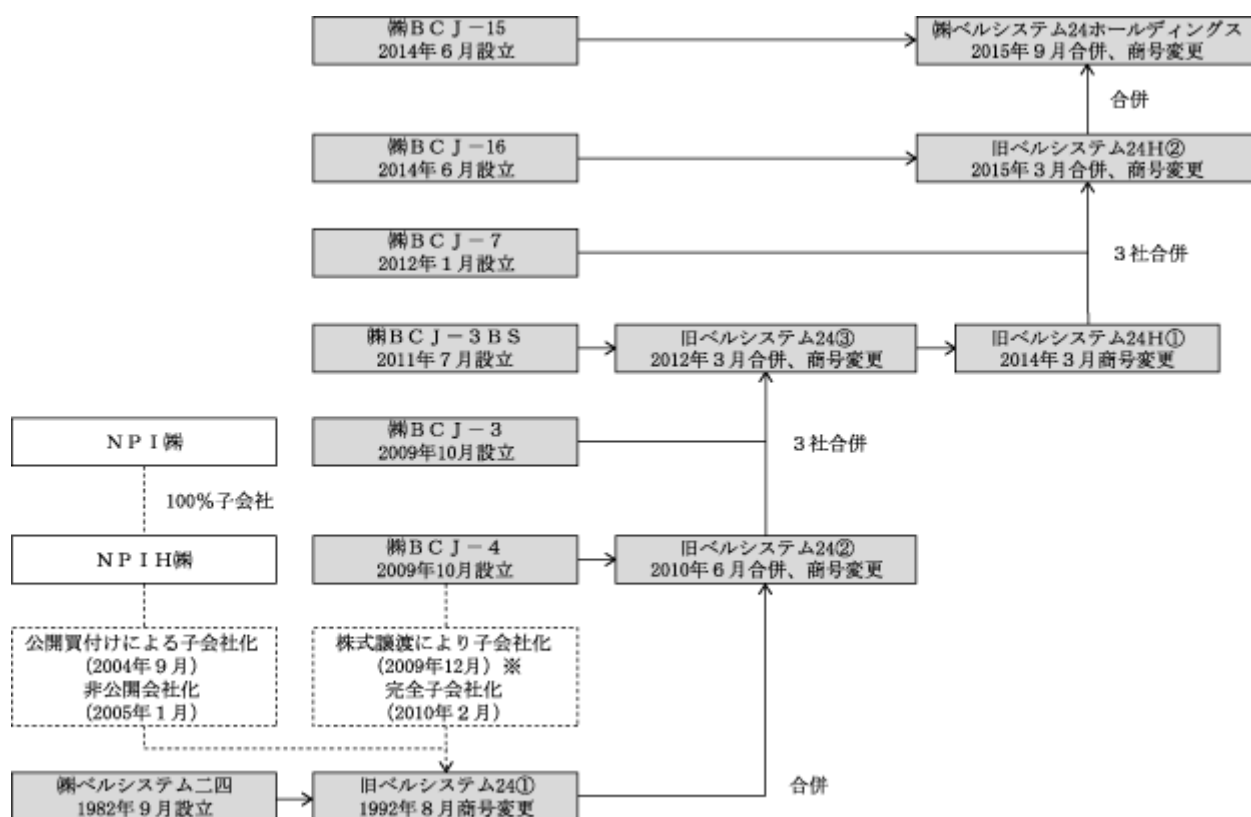 ㈱ＢＣＪ－15
2014年６月設立
㈱ベルシステム24ホールディングス
2015年９月合併、商号変更
合併
㈱ＢＣＪ－16
2014年６月設立
旧ベルシステム24Ｈ②
2015年３月合併、商号変更
㈱ＢＣＪ－７
2012年１月設立
３社合併
㈱ＢＣＪ－３ＢＳ
2011年７月設立
旧ベルシステム24③
2012年３月合併、商号変更
旧ベルシステム24Ｈ①
2014年３月商号変更
ＮＰＩ㈱
㈱ＢＣＪ－３
2009年10月設立
３社合併
100％子会社
ＮＰＩＨ㈱
㈱ＢＣＪ－４
2009年10月設立
旧ベルシステム24②
2010年６月合併、商号変更
公開買付けによる子会社化
(2004年９月)
非公開会社化
(2005年１月)
株式譲渡により子会社化
(2009年12月) ※
完全子会社化
(2010年２月)
㈱ベルシステム二四
1982年９月設立
旧ベルシステム24①
1992年８月商号変更
合併